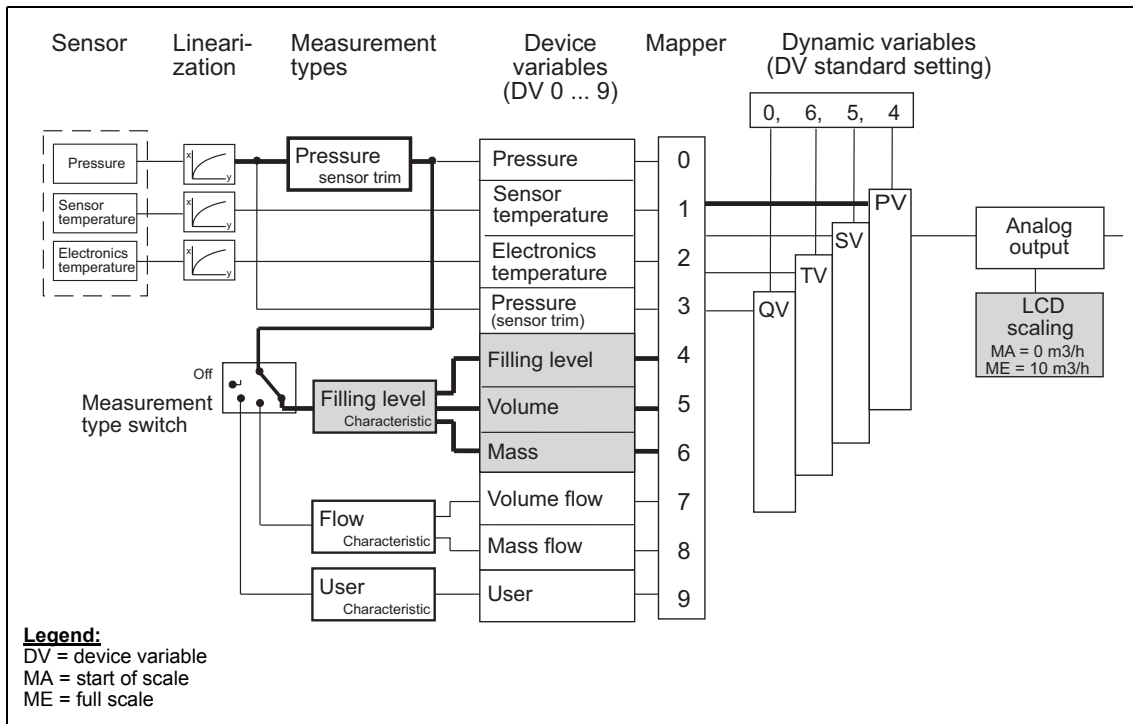 Sensor
Lineari-
zation
Measurement
types
Device
variables
(DV 0 ... 9)
Mapper
Dynamic variables
(DV standard setting)
0, 6, 5, 4
Pressure
Sensor
temperature
Electronics
temperature
x
y
x
y
x
y
Pressure
sensor trim
Pressure
Sensor
temperature
Electronics
temperature
Pressure
(sensor trim)
Filling level
Volume
Mass
Volume flow
Mass flow
User
0
1
2
3
4
5
6
7
8
9
PV
SV
TV
QV
Analog
output
LCD
scaling
MA = 0 m3/h
ME = 10 m3/h
Off
Measurement
type switch
Filling level
Characteristic
Flow
Characteristic
User
Characteristic
Legend:
DV = device variable
MA = start of scale
ME = full scale